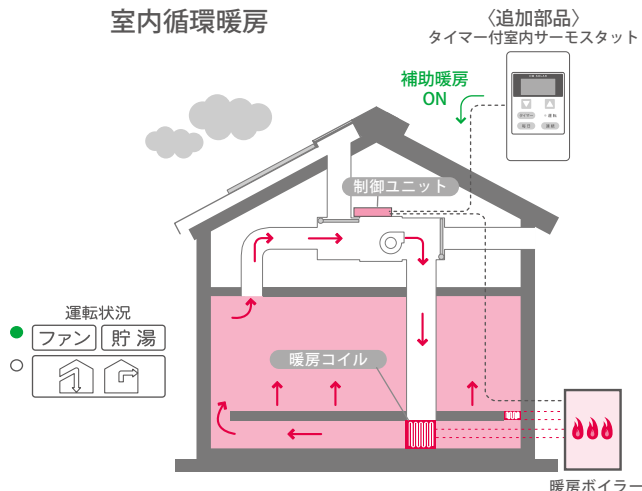 室内循環暖房
〈追加部品〉
タイマー付室内サーモスタット
補助暖房
ON
制御ユニット
運転状況
ファン
貯湯
暖房コイル
暖房ボイラー